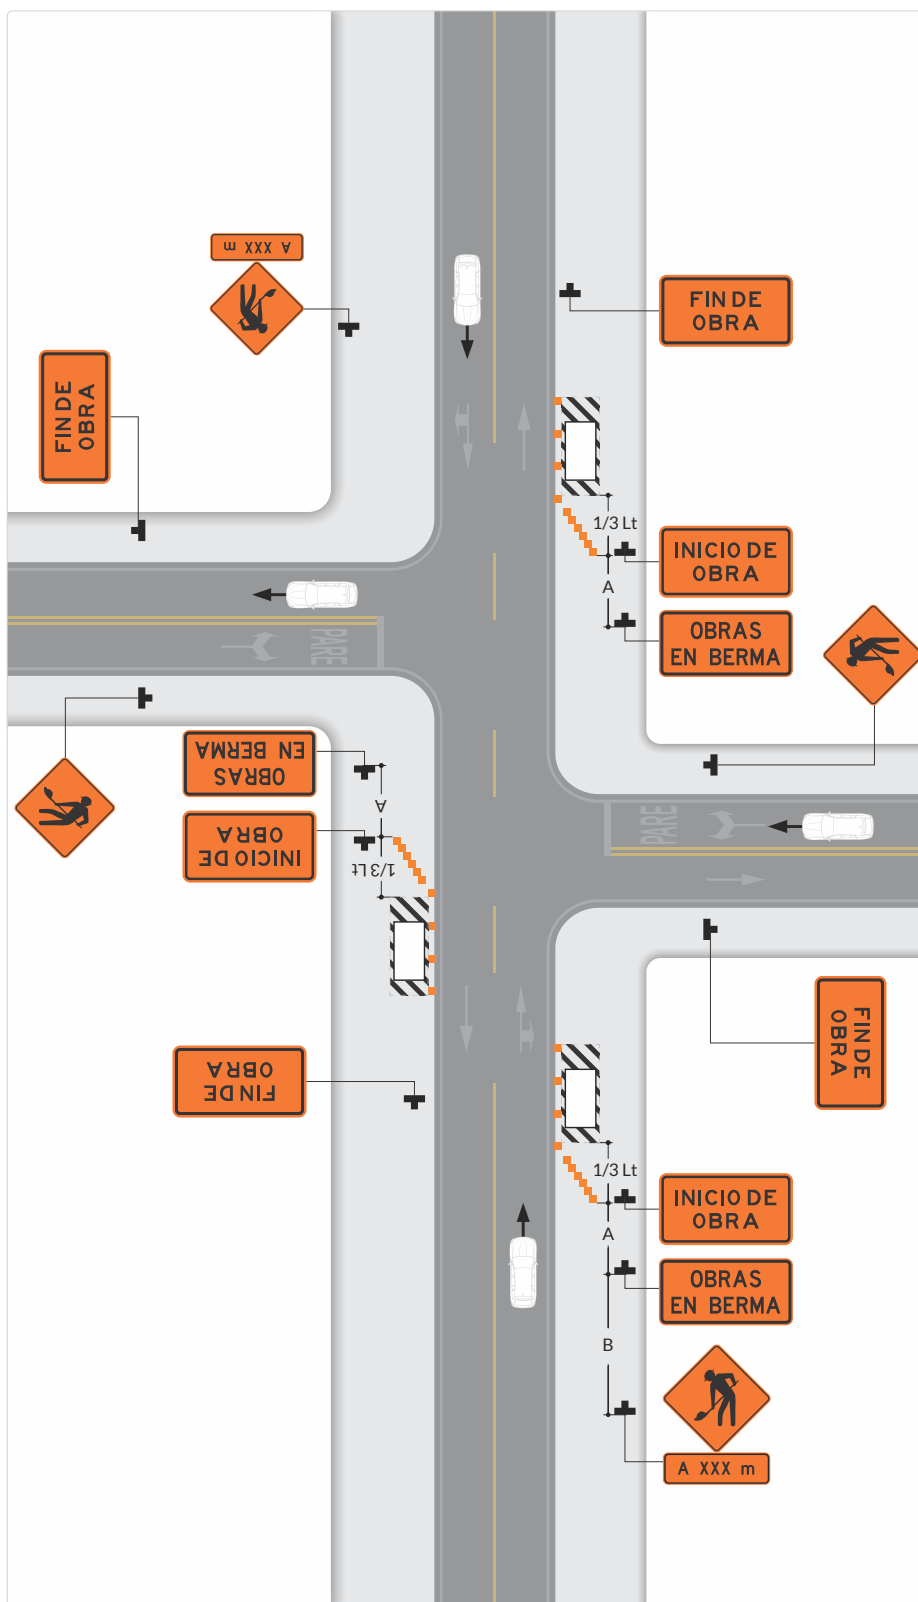 A XXX m
FIN DE
OBRA
FIN DE
OBRA
1/3 Lt
INICIO DE
OBRA
A
OBRAS
EN BERMA
PARE
OBRAS
EN BERMA
A
INICIO DE
OBRA
1/3 Lt
PARE
FIN DE
OBRA
FIN DE
OBRA
1/3 Lt
INICIO DE
OBRA
A
OBRAS
EN BERMA
B
A XXX m